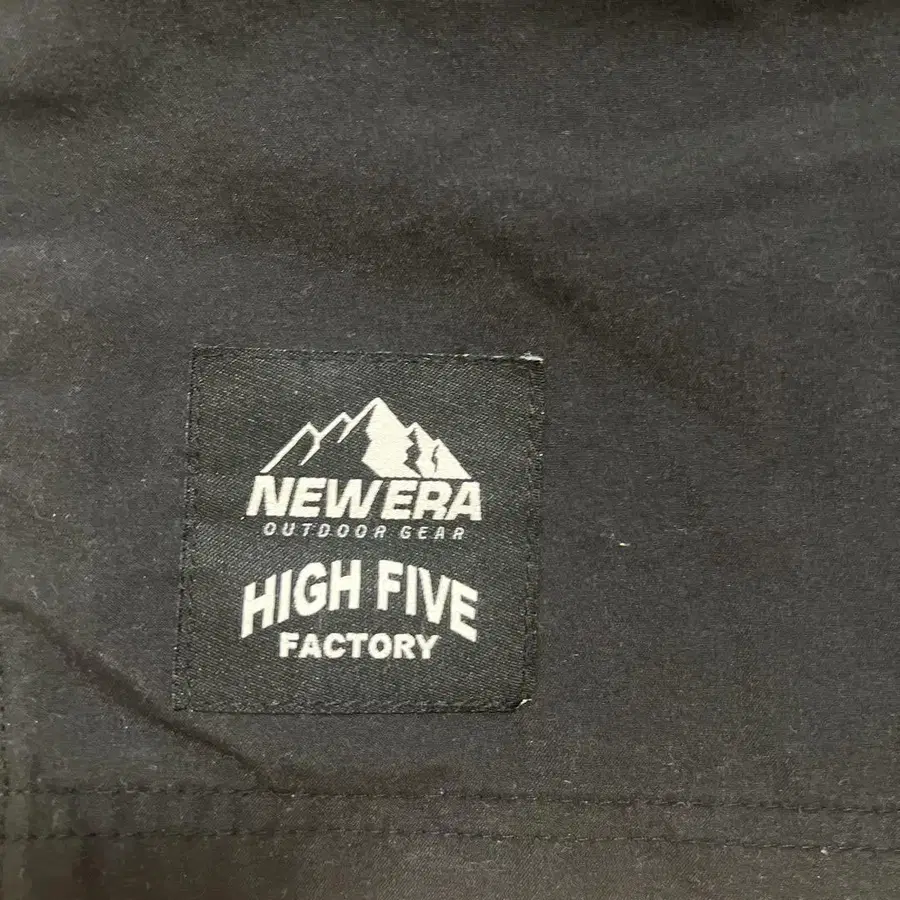 NEW ERA
OUTDOOR GEAR
HIGH FIVE
FACTORY